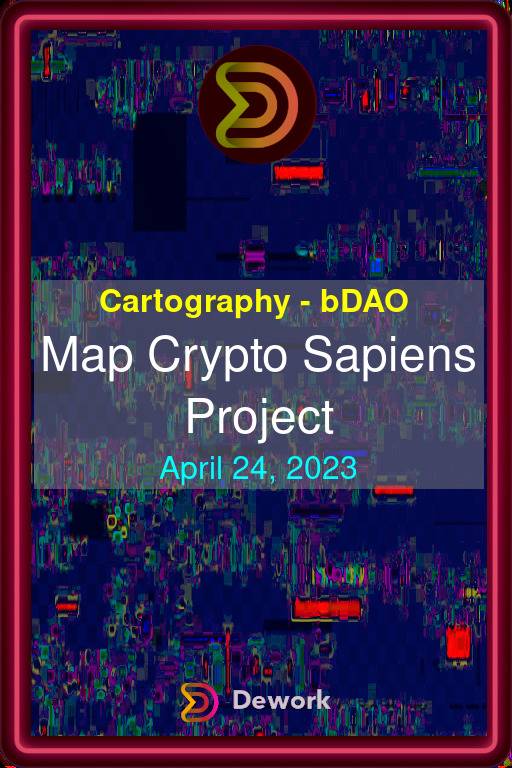 Cartography - bDAO
Map Crypto Sapiens
Project
April 24, 2023
Dework